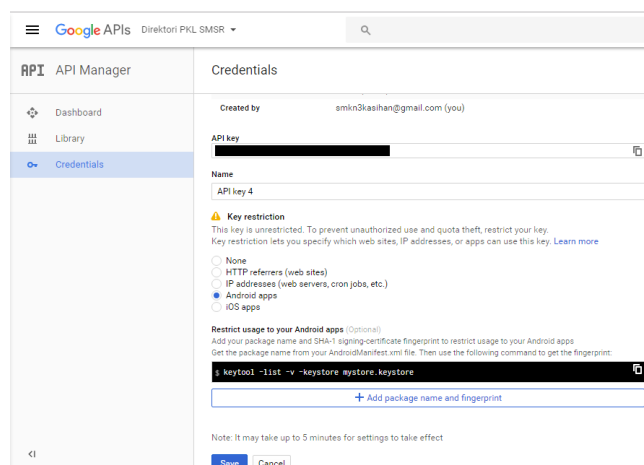 Google APIs Direktori PKL SMSR
API API Manager
Credentials
Dashboard
Library
Credentials
Created by smkn3kasihan@gmail.com (you)
API key
Name
API key 4
Key restriction
This key is unrestricted. To prevent unauthorized use and quota theft, restrict your key.
Key restriction lets you specify which web sites, IP addresses, or apps can use this key. Learn more
None
HTTP referrers (web sites)
IP addresses (web servers, cron jobs, etc.)
Android apps
iOS apps
Restrict usage to your Android apps (Optional)
Add your package name and SHA-1 signing-certificate fingerprint to restrict usage to your Android apps
Get the package name from your AndroidManifest.xml file. Then use the following command to get the fingerprint:
$ keytool -list -v -keystore mystore.keystore
+ Add package name and fingerprint
Note: It may take up to 5 minutes for settings to take effect
Save Cancel